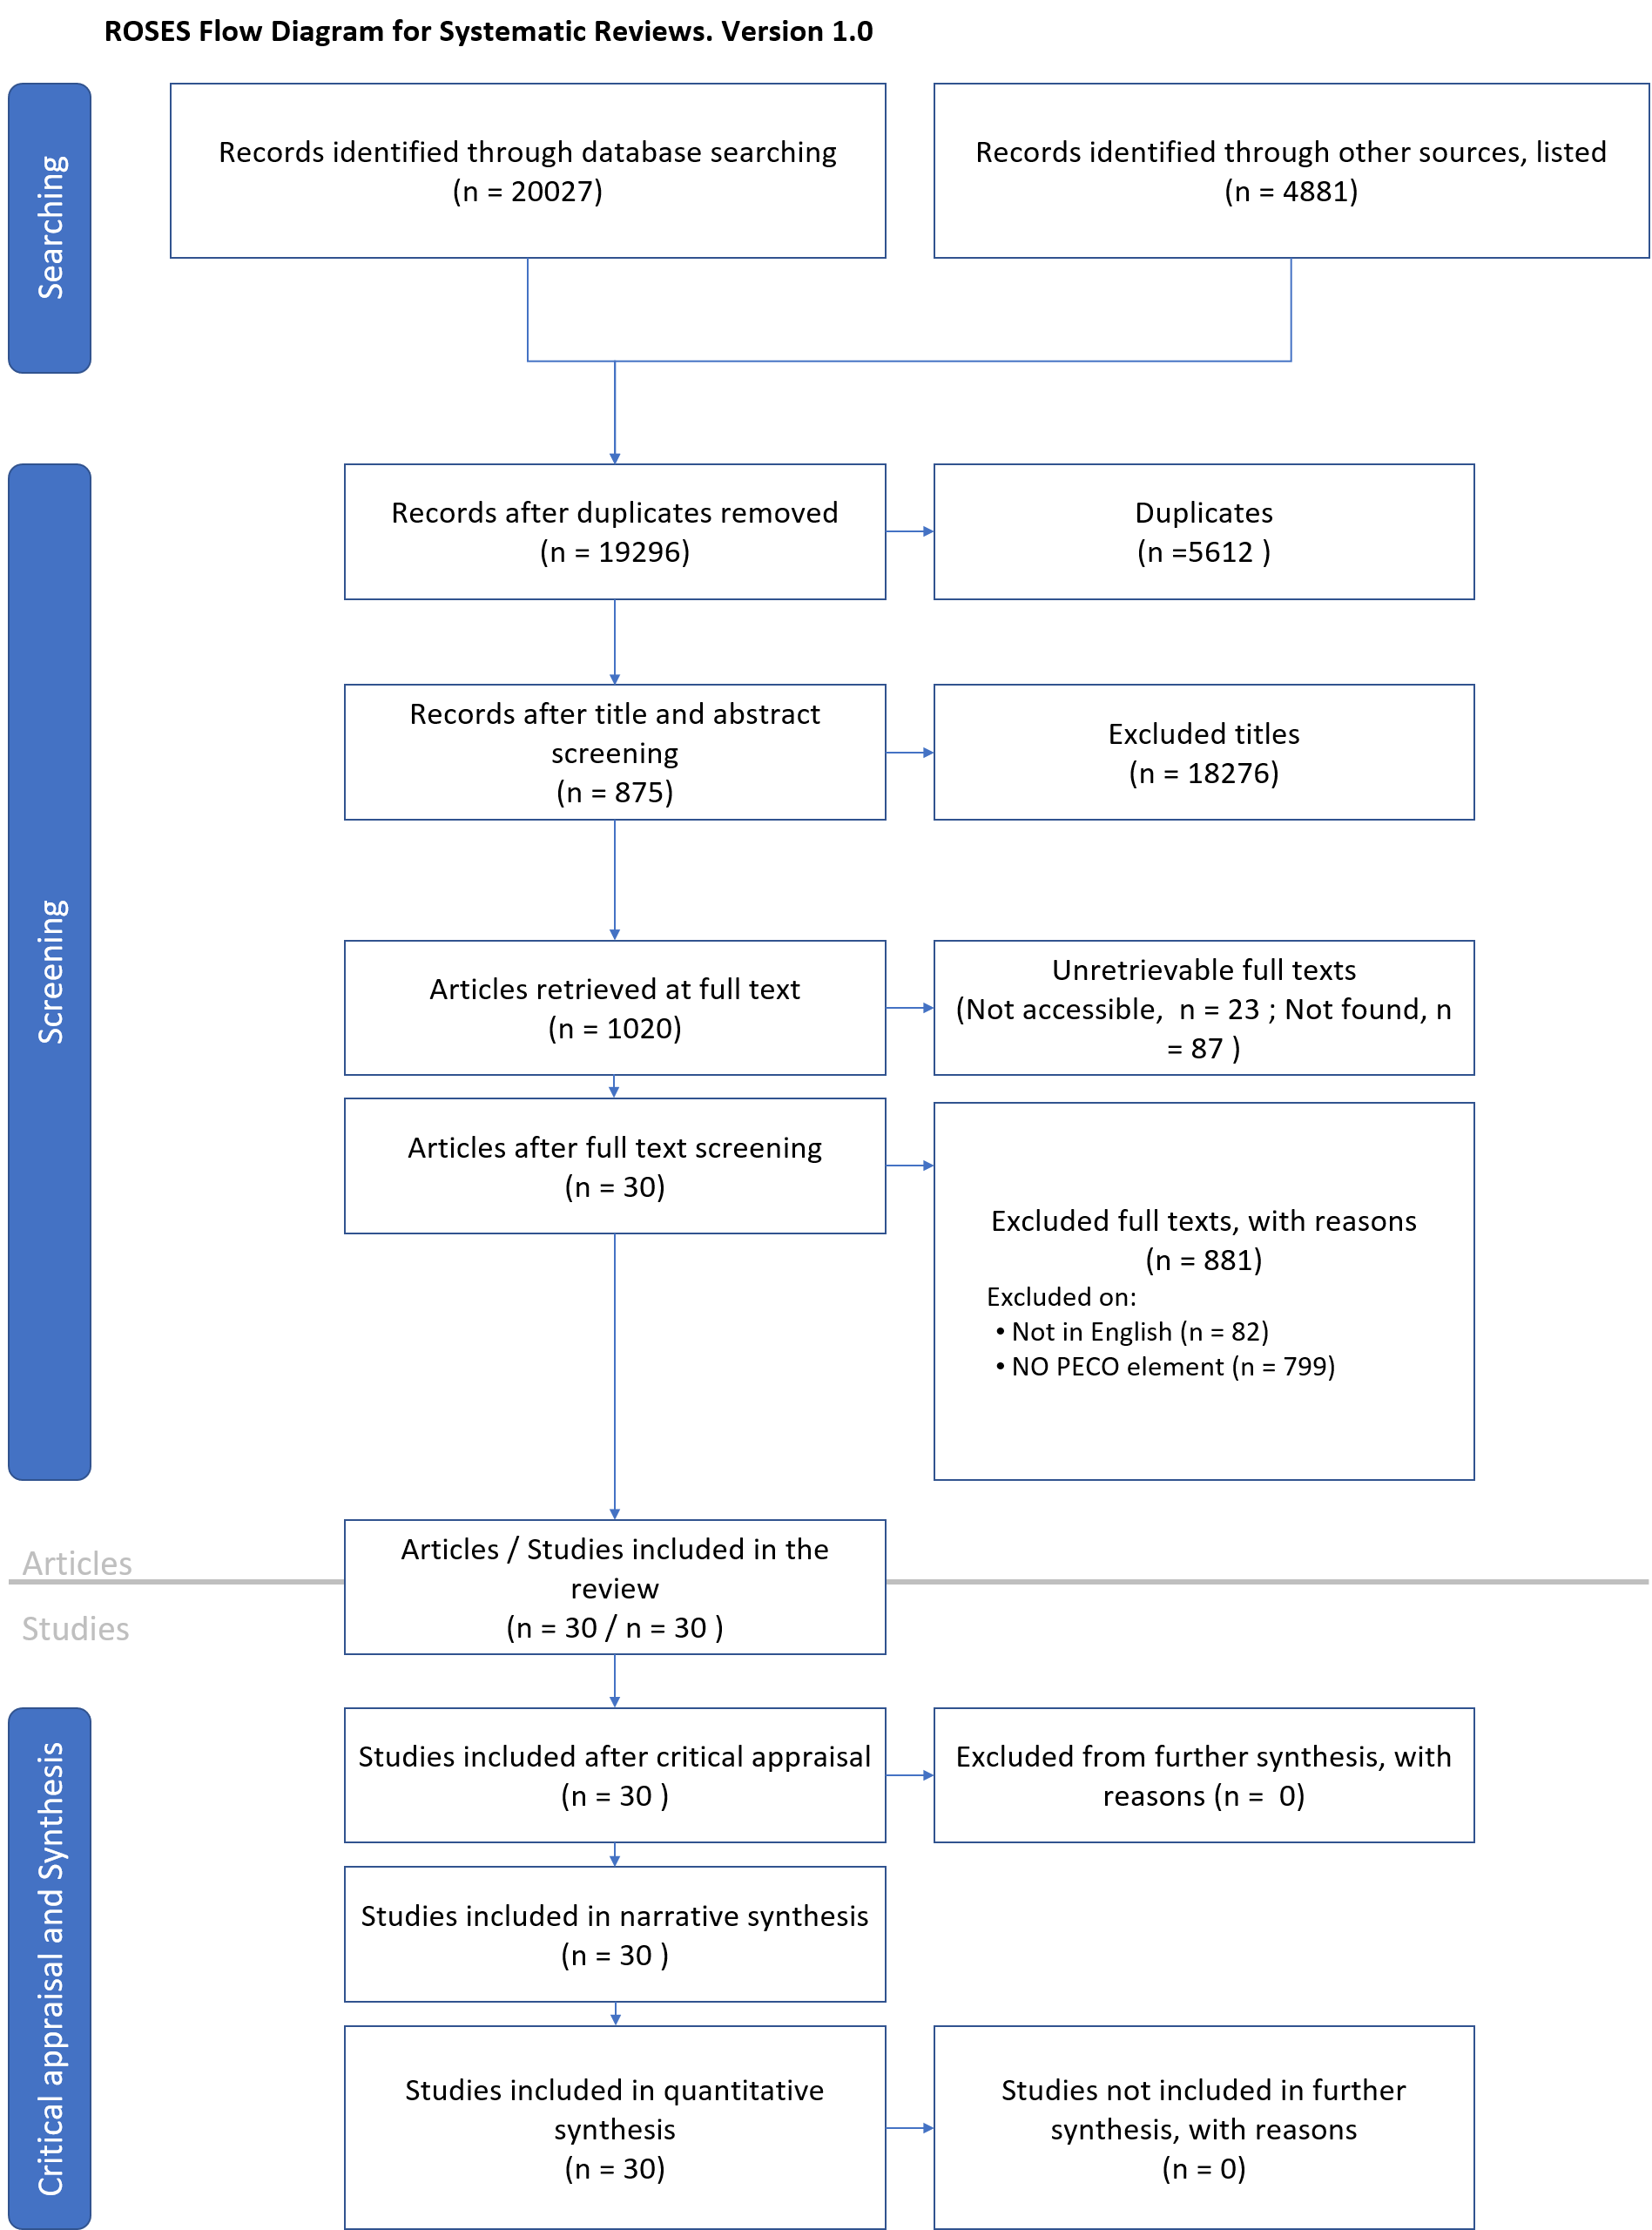 ROSES Flow Diagram for Systematic Reviews. Version 1.0
Searching
Records identified through database searching
(n = 20027)
Records identified through other sources, listed
(n = 4881)
Screening
Records after duplicates removed
(n = 19296)
Duplicates
(n =5612 )
Records after title and abstract
screening
(n = 875)
Excluded titles
(n = 18276)
Articles retrieved at full text
(n = 1020)
Unretrievable full texts
(Not accessible,  n = 23 ; Not found, n
= 87 )
Articles after full text screening
(n = 30)
Excluded full texts, with reasons
(n = 881)
Excluded on:
• Not in English (n = 82)
• NO PECO element (n = 799)
Articles
Studies
Articles / Studies included in the
review
(n = 30 / n = 30 )
Critical appraisal and Synthesis
Studies included after critical appraisal
(n = 30 )
Excluded from further synthesis, with
reasons (n =  0)
Studies included in narrative synthesis
(n = 30 )
Studies included in quantitative
synthesis
(n = 30)
Studies not included in further
synthesis, with reasons
(n = 0)